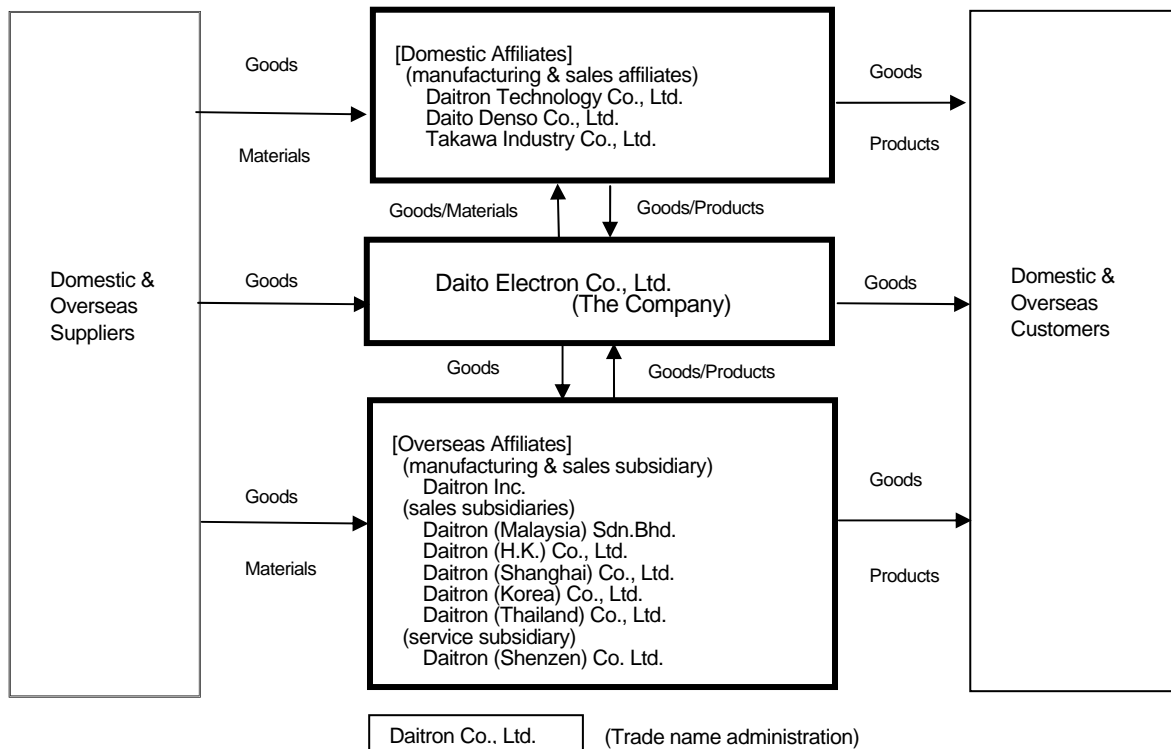 Domestic &
Overseas
Suppliers
Goods
Materials
[Domestic Affiliates]
(manufacturing & sales affiliates)
Daitron Technology Co., Ltd.
Daito Denso Co., Ltd.
Takawa Industry Co., Ltd.
Goods
Products
Goods/Materials
Goods/Products
Goods
Daito Electron Co., Ltd.
(The Company)
Goods
Domestic &
Overseas
Customers
Goods
Goods/Products
Goods
Materials
[Overseas Affiliates]
(manufacturing & sales subsidiary)
Daitron Inc.
(sales subsidiaries)
Daitron (Malaysia) Sdn.Bhd.
Daitron (H.K.) Co., Ltd.
Daitron (Shanghai) Co., Ltd.
Daitron (Korea) Co., Ltd.
Daitron (Thailand) Co., Ltd.
(service subsidiary)
Daitron (Shenzen) Co. Ltd.
Goods
Products
Daitron Co., Ltd.
(Trade name administration)